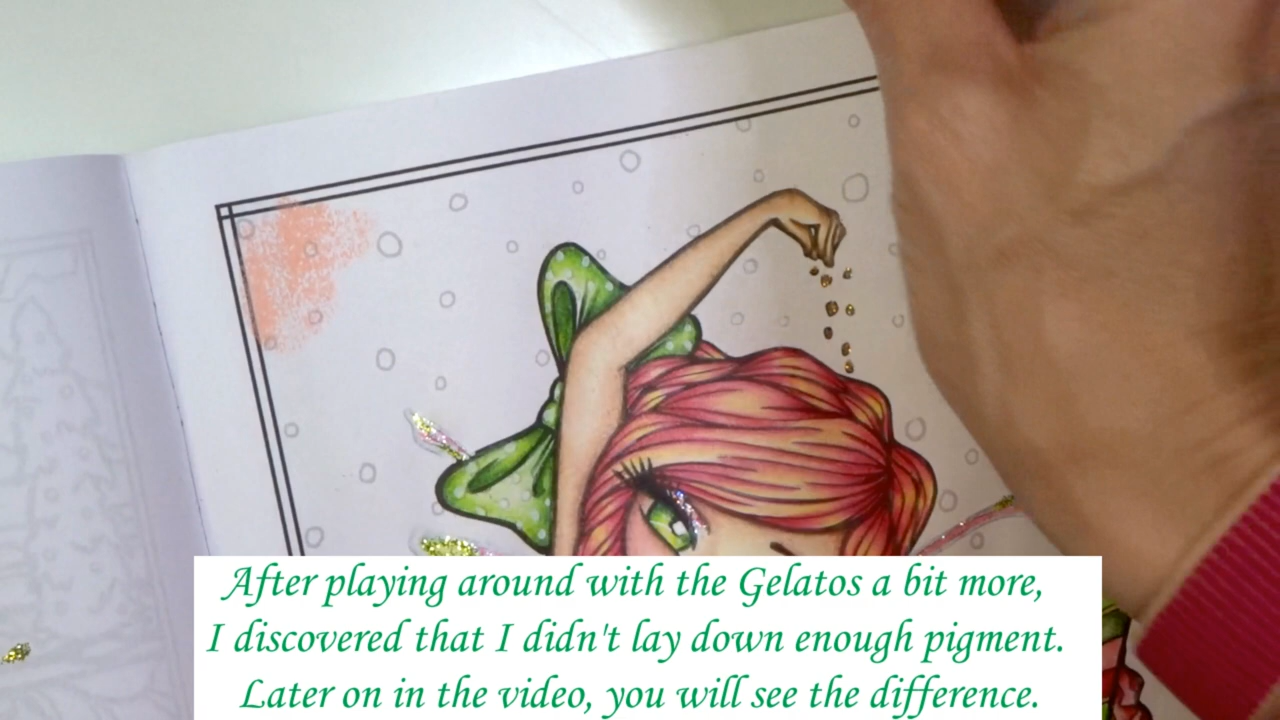 After playing around with the Gelatos a bit more,
I discovered that I didn't lay down enough pigment.
Later on in the video, you will see the difference.